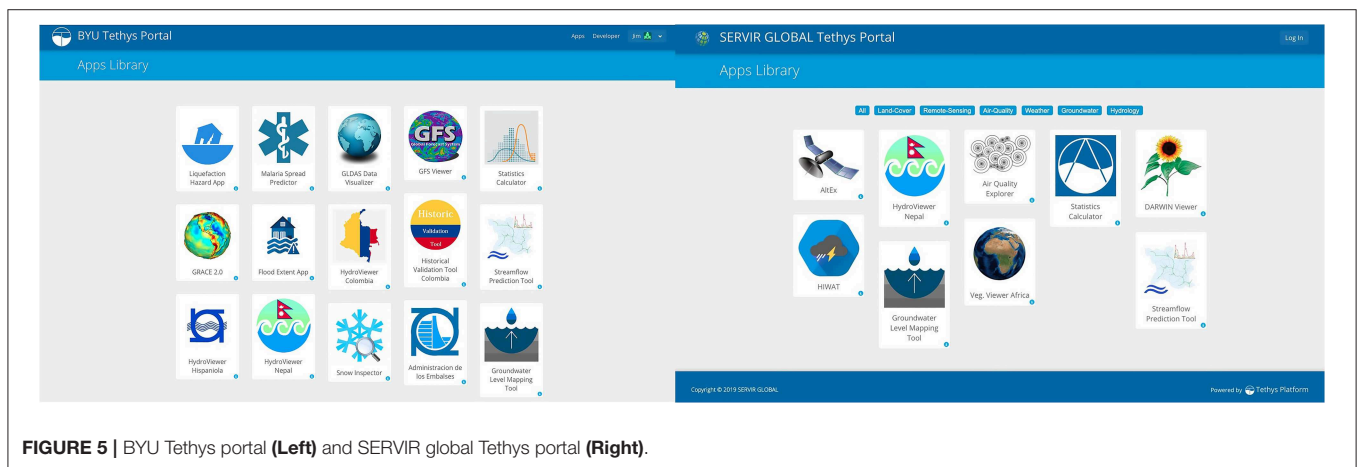 BYU Tethys Portal
Apps Developer Jim
Apps Library
Liquefaction
Hazard App
Malaria Spread
Predictor
GLDAS Data
Visualizer
GFS
Global Forecast System
GFS Viewer
Statistics
Calculator
GRACE 2.0
Flood Extent App
HydroViewer
Colombia
Historic
Validation
Tool
Historical
Validation Tool
Colombia
Streamflow
Prediction Tool
HydroViewer
Hispaniola
HydroViewer
Nepal
Snow Inspector
Administracion de
los Embalses
Groundwater
Level Mapping
Tool
SERVIR GLOBAL Tethys Portal
Log In
Apps Library
All Land-Cover Remote-Sensing Air-Quality Weather Groundwater Hydrology
AltEx
HydroViewer
Nepal
Air Quality
Explorer
Statistics
Calculator
DARWIN Viewer
HIWAT
Groundwater
Level Mapping
Tool
Veg. Viewer Africa
Streamflow
Prediction Tool
Copyright © 2019 SERVIR GLOBAL
Powered by Tethys Platform
FIGURE 5 | BYU Tethys portal (Left) and SERVIR global Tethys portal (Right).